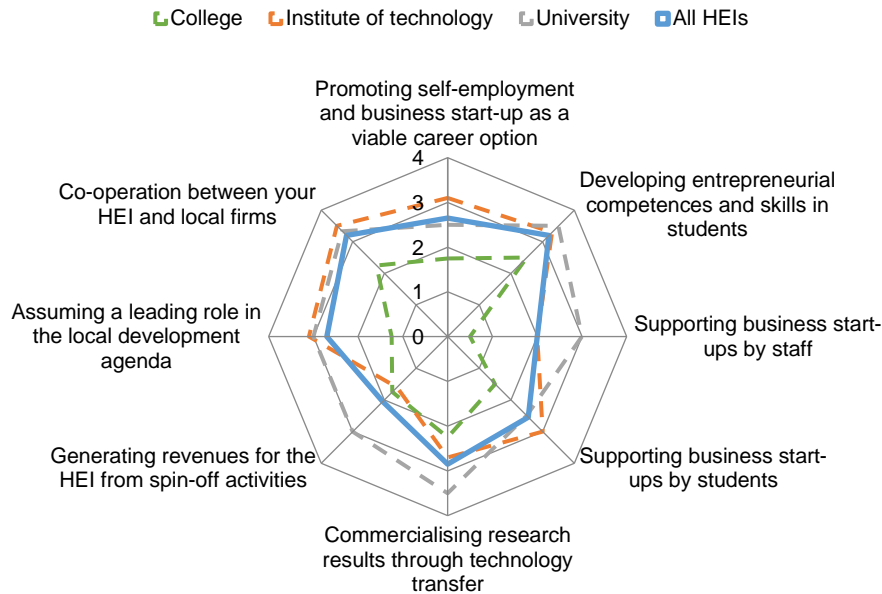 College
Institute of technology
University
All HEIs
Promoting self-employment
and business start-up as a
viable career option
4
3
2
1
0
Developing entrepreneurial
competences and skills in
students
Supporting business start-
ups by staff
Supporting business start-
ups by students
Commercialising research
results through technology
transfer
Generating revenues for the
HEI from spin-off activities
Assuming a leading role in
the local development
agenda
Co-operation between your
HEI and local firms